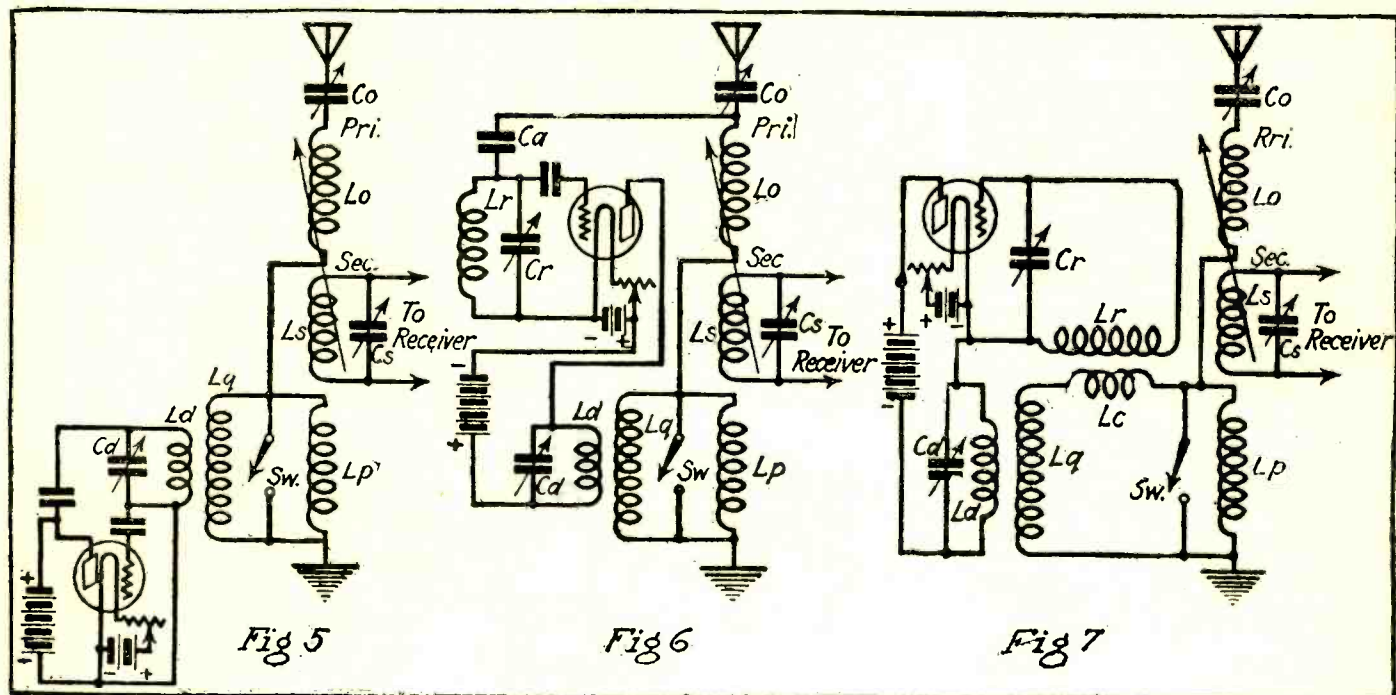 Co
Pri.
Lo
Sec.
Ls
Cs
To
Receiver
Lq
Ld
Cd
Sw.
Lp
+
+
- +
Fig 5
Co
Pri.
Ca
Lo
Lr
Cr
Sec
Ls
Cs
To
Receiver
- +
-
+
Ld
Cd
Lq
Sw
Lp
Fig 6
Co
Rri.
Lo
Cr
Sec.
Ls
Cs
To
Receiver
Lr
+ -
+
-
Lc
Cd
Ld
Lq
Sw.
Lp
Fig 7